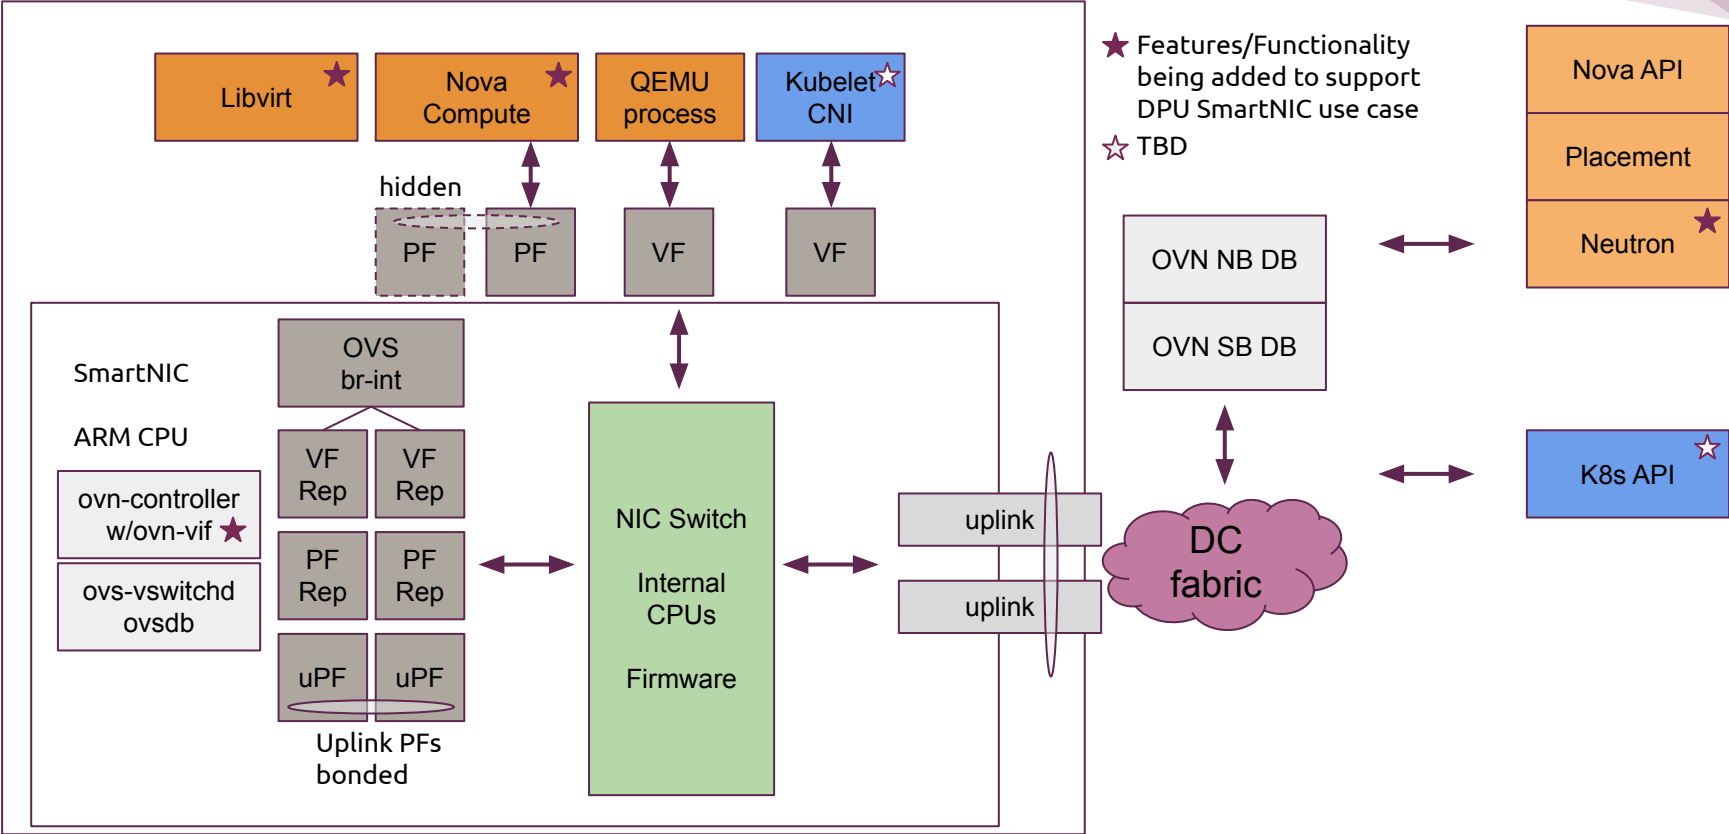 Libvirt
Nova
Compute
QEMU
process
Kubelet
CNI
Features/Functionality
being added to support
DPU SmartNIC use case
TBD
Nova API
Placement
Neutron
hidden
PF
PF
VF
VF
OVN NB DB
OVN SB DB
SmartNIC
ARM CPU
OVS
br-int
VF
Rep
VF
Rep
ovn-controller
w/ovn-vif
PF
Rep
PF
Rep
ovs-vswitchd
ovsdb
uPF
uPF
Uplink PFs
bonded
NIC Switch
Internal
CPUs
Firmware
uplink
uplink
DC
fabric
K8s API